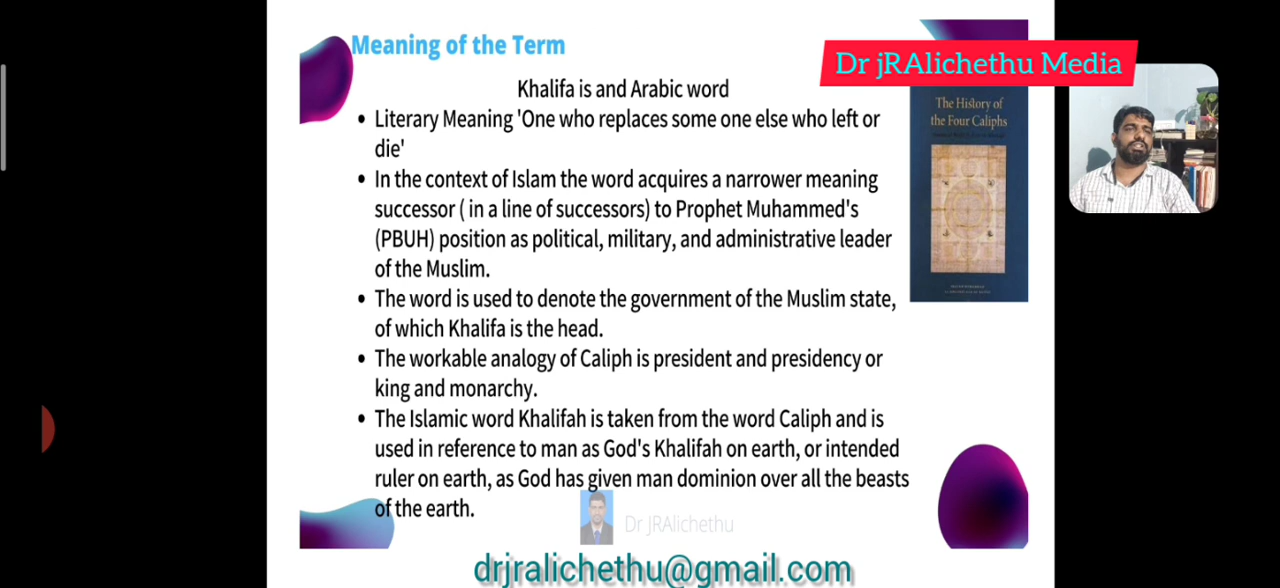 Meaning of the Term
Dr jRAlichethu Media
Khalifa is and Arabic word
• Literary Meaning 'One who replaces some one else who left or
die'
• In the context of Islam the word acquires a narrower meaning
successor ( in a line of successors) to Prophet Muhammed's
(PBUH) position as political, military, and administrative leader
of the Muslim.
• The word is used to denote the government of the Muslim state,
of which Khalifa is the head.
• The workable analogy of Caliph is president and presidency or
king and monarchy.
• The Islamic word Khalifah is taken from the word Caliph and is
used in reference to man as God's Khalifah on earth, or intended
ruler on earth, as God has given man dominion over all the beasts
of the earth.
The History of
the Four Caliphs
Dr JRAlichethu
drjralichethu@gmail.com